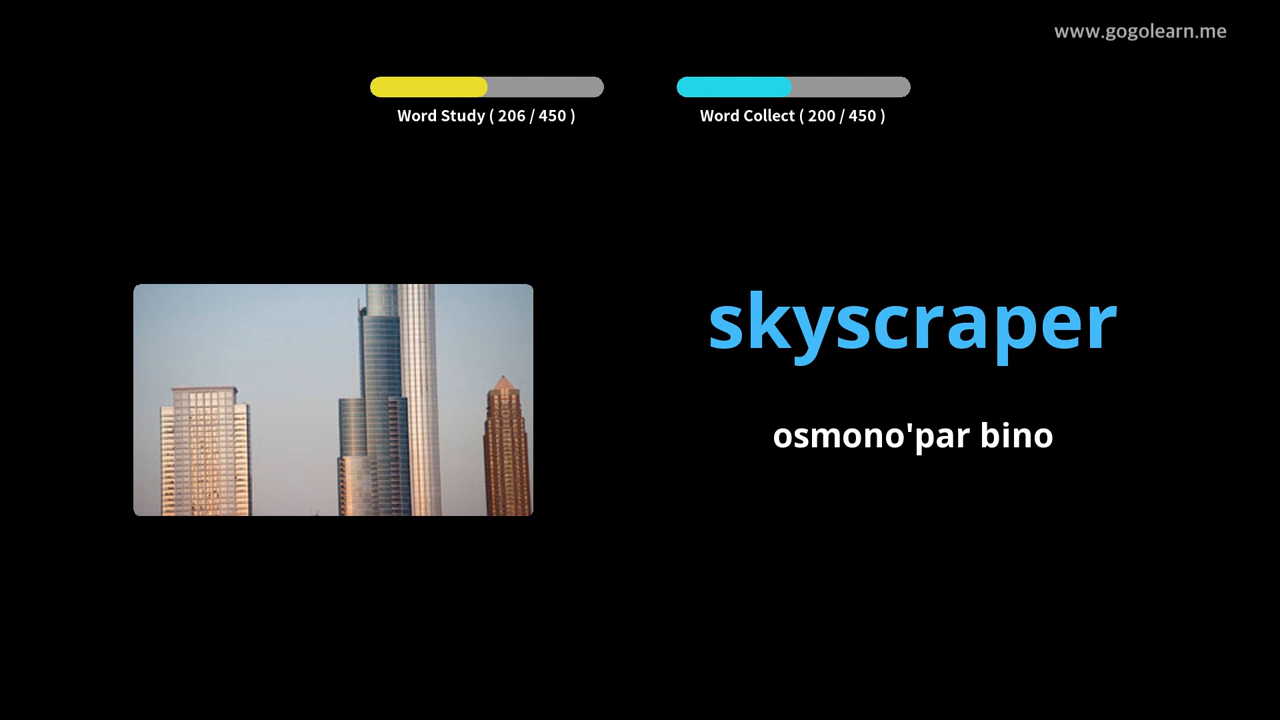 www.gogolearn.me
Word Study ( 206 / 450 )
Word Collect ( 200 / 450 )
skyscraper
osmono'par bino